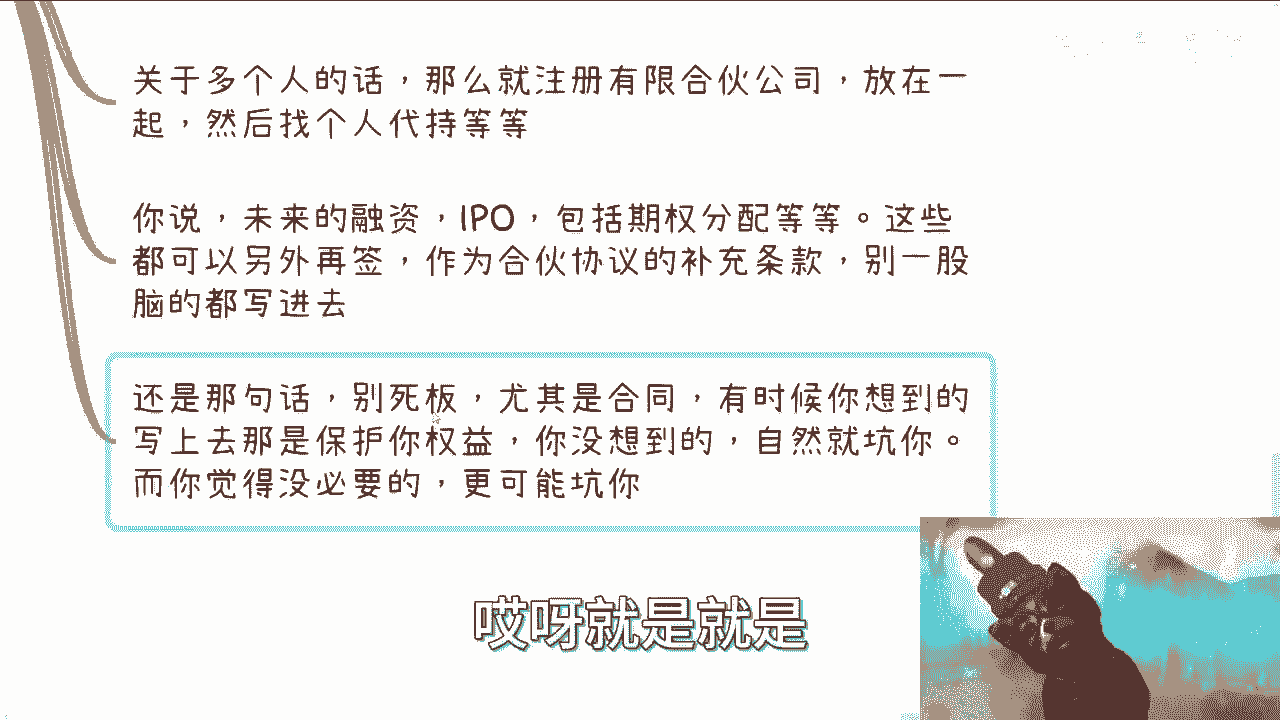 关于多个人的话，那么就注册有限合伙公司，放在一
起，然后找个人代持等等
你说，未来的融资，IPO，包括期权分配等等。这些
都可以另外再签，作为合伙协议的补充条款，别一股
脑的都写进去
还是那句话，别死板，尤其是合同，有时候你想到的
写上去那是保护你权益，你没想到的，自然就坑你。
而你觉得没必要的，更可能坑你
哎呀就是就是